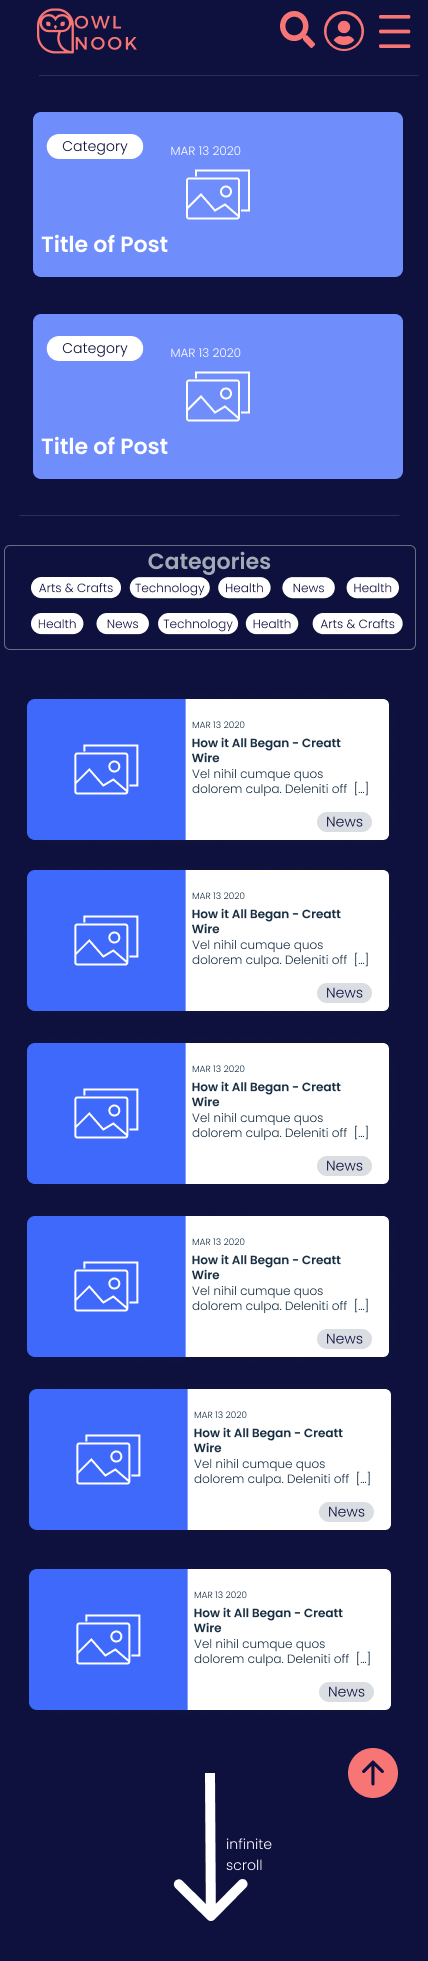 OWL
NOOK
Category
MAR 13 2020
Title of Post
Category
MAR 13 2020
Title of Post
Categories
Arts & Crafts Technology Health News Health
Health News Technology Health Arts & Crafts
MAR 13 2020
How it All Began - Creatt
Wire
Vel nihil cumque quos
dolorem culpa. Deleniti off [...]
News
MAR 13 2020
How it All Began - Creatt
Wire
Vel nihil cumque quos
dolorem culpa. Deleniti off [...]
News
MAR 13 2020
How it All Began - Creatt
Wire
Vel nihil cumque quos
dolorem culpa. Deleniti off [...]
News
MAR 13 2020
How it All Began - Creatt
Wire
Vel nihil cumque quos
dolorem culpa. Deleniti off [...]
News
MAR 13 2020
How it All Began - Creatt
Wire
Vel nihil cumque quos
dolorem culpa. Deleniti off [...]
News
MAR 13 2020
How it All Began - Creatt
Wire
Vel nihil cumque quos
dolorem culpa. Deleniti off [...]
News
infinite
scroll